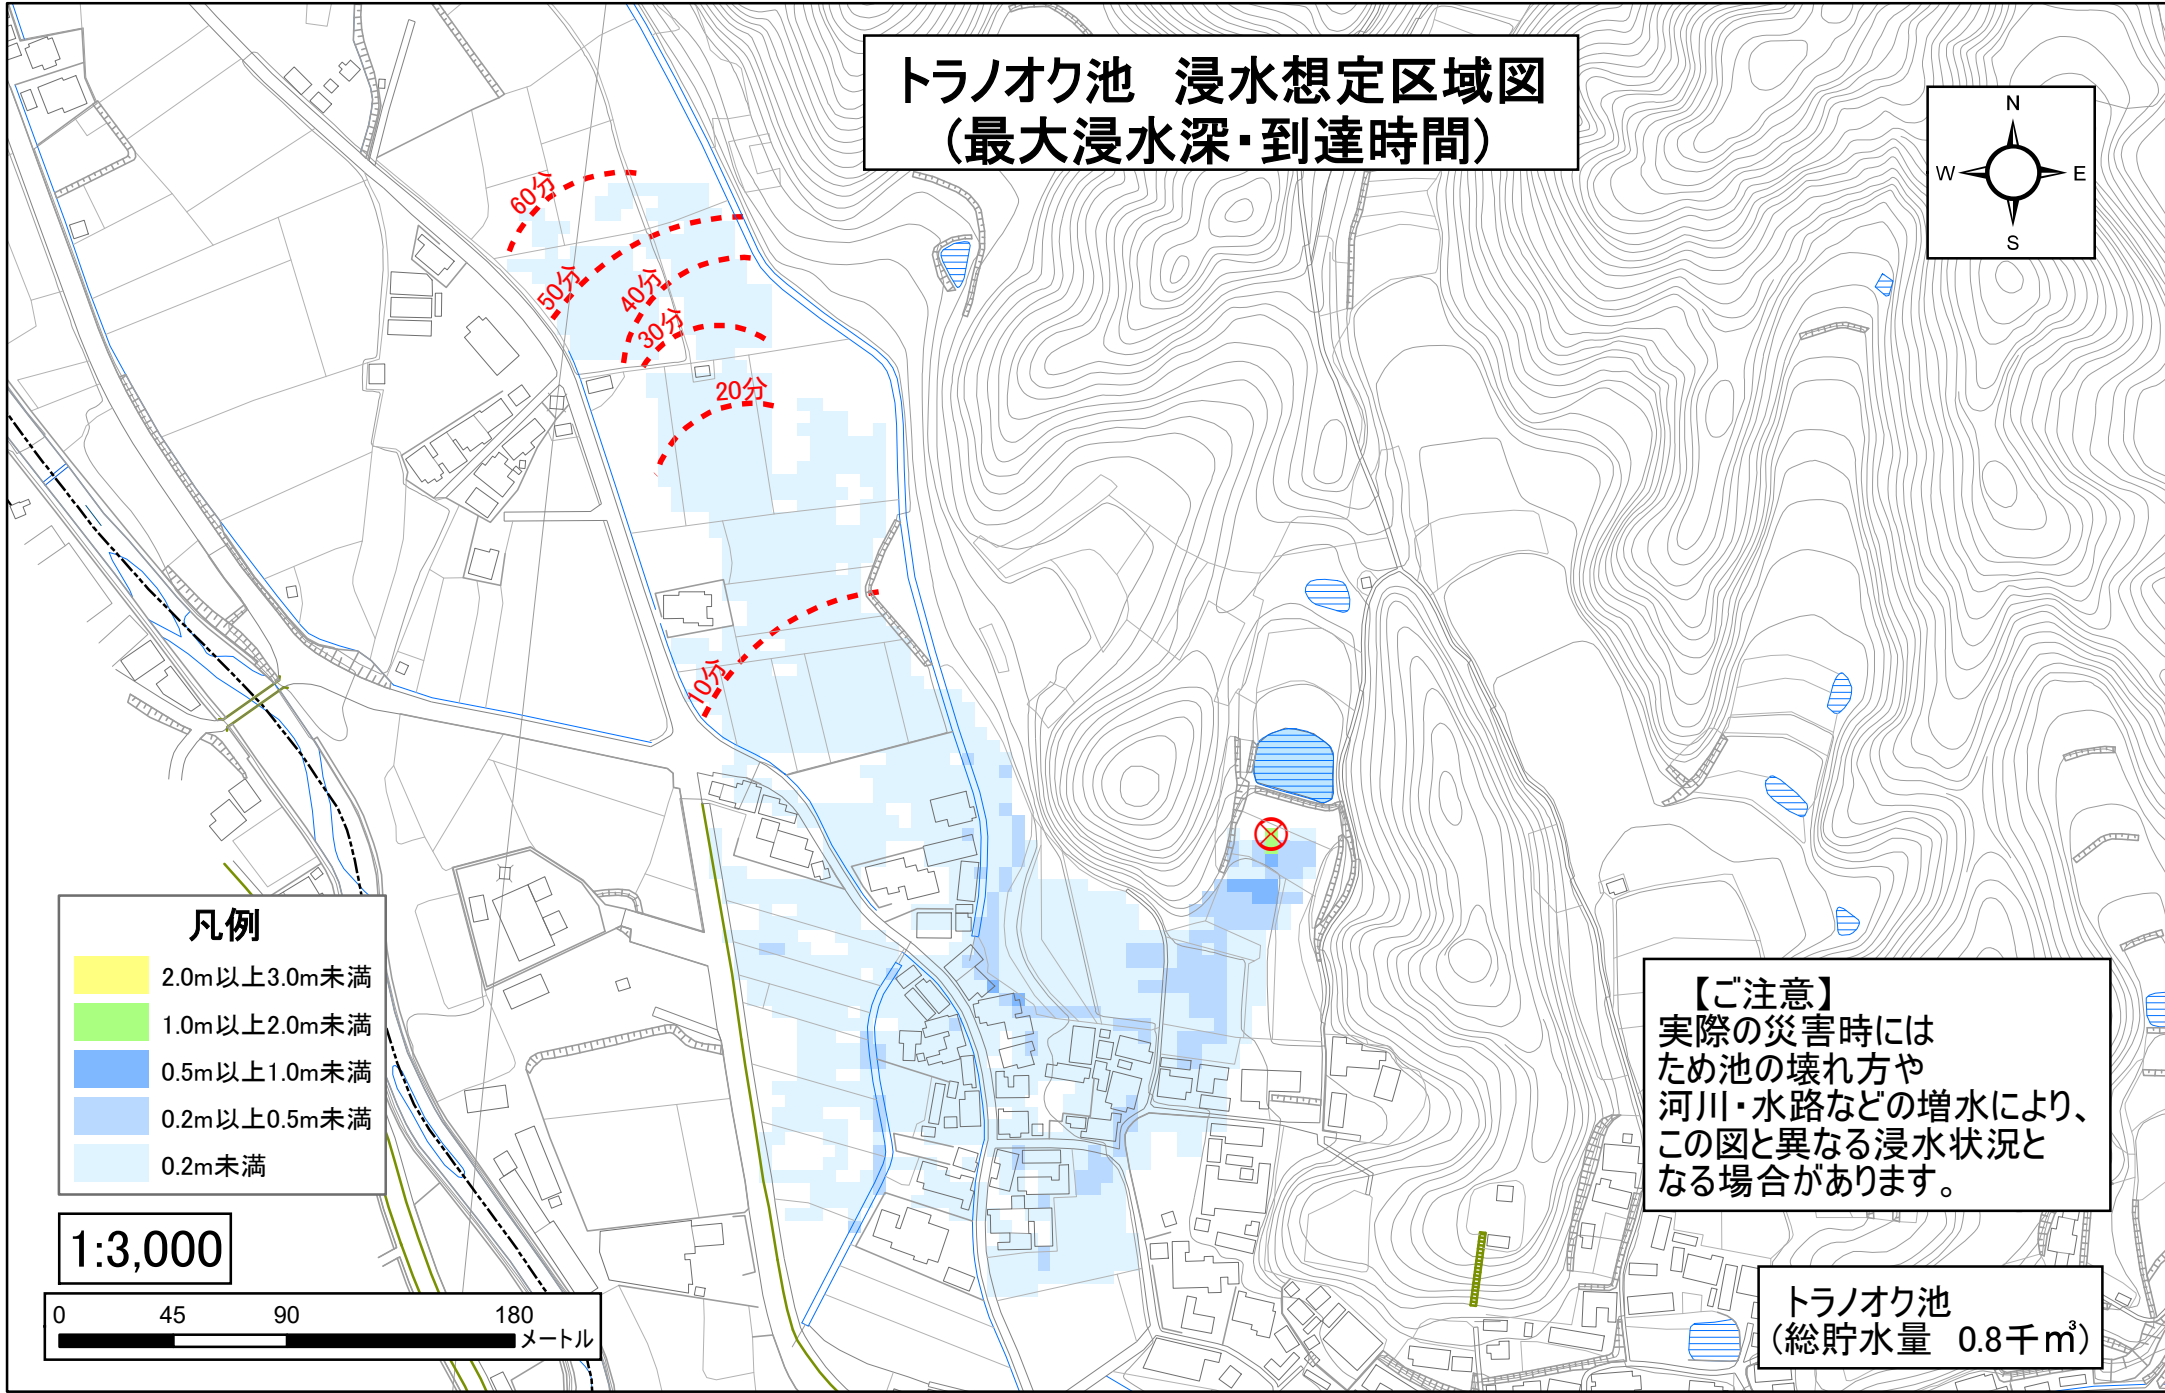 トラノオク池 浸水想定区域図
(最大浸水深・到達時間)
N
W
E
S
60分
50分
40分
30分
20分
10分
凡例
2.0m以上3.0m未満
1.0m以上2.0m未満
0.5m以上1.0m未満
0.2m以上0.5m未満
0.2m未満
1:3,000
0 45 90 180
メートル
【ご注意】
実際の災害時には
ため池の壊れ方や
河川・水路などの増水により、
この図と異なる浸水状況と
なる場合があります。
トラノオク池
(総貯水量 0.8千㎥)